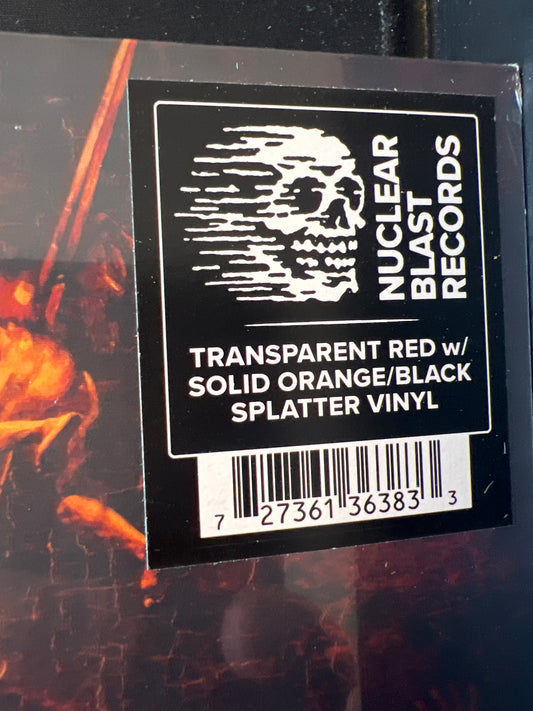 NUCLEAR
BLAST
RECORDS
TRANSPARENT RED w/
SOLID ORANGE/BLACK
SPLATTER VINYL
7 27361 36383 3